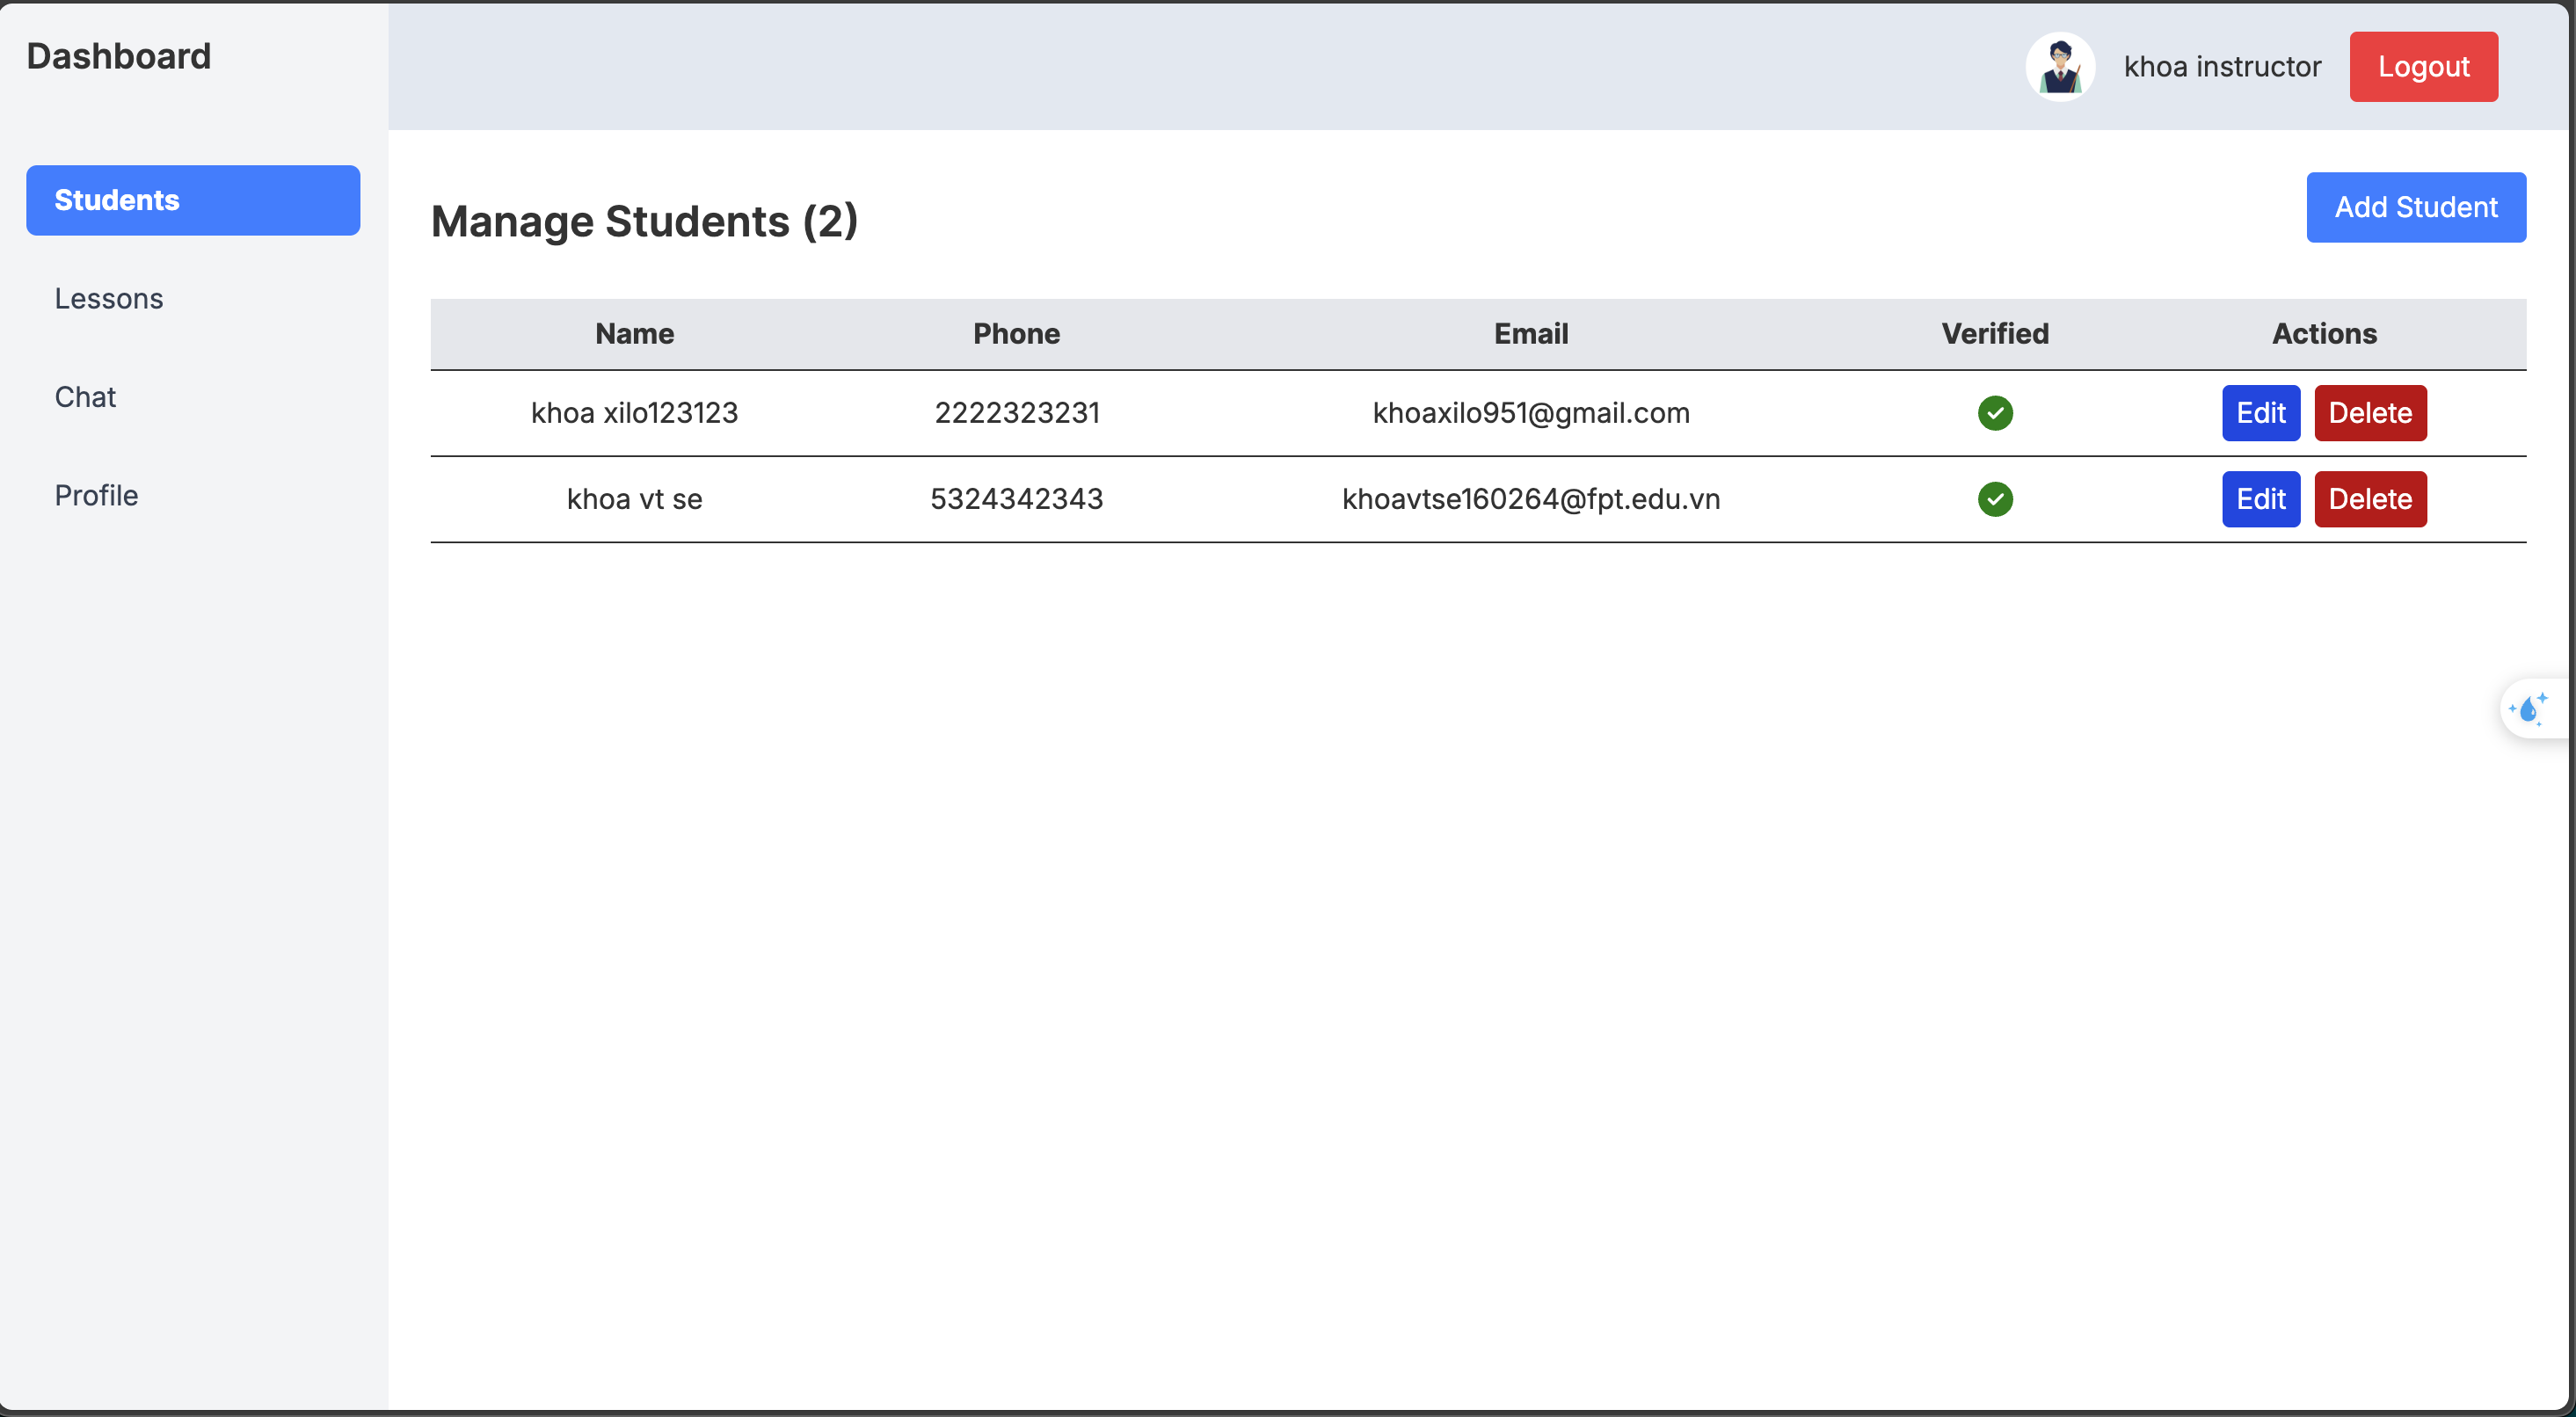 Dashboard
khoa instructor
Logout
Students
Lessons
Chat
Profile
Manage Students (2)
Add Student
Name Phone Email Verified Actions
khoa xilo123123 2222323231 khoaxilo951@gmail.com Edit Delete
khoa vt se 5324342343 khoavtse160264@fpt.edu.vn Edit Delete